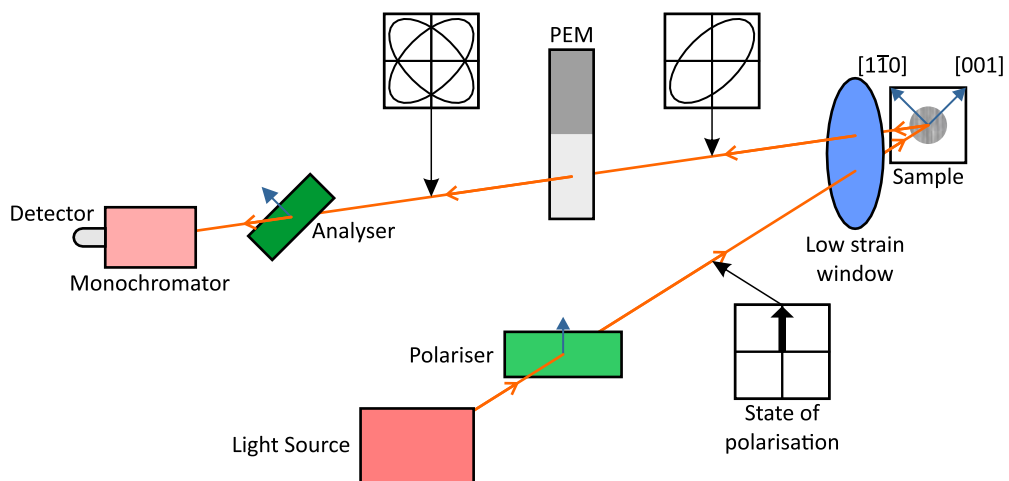 PEM
[11̅0]
[001]
Sample
Detector
Analyser
Monochromator
Low strain
window
Polariser
State of
polarisation
Light Source